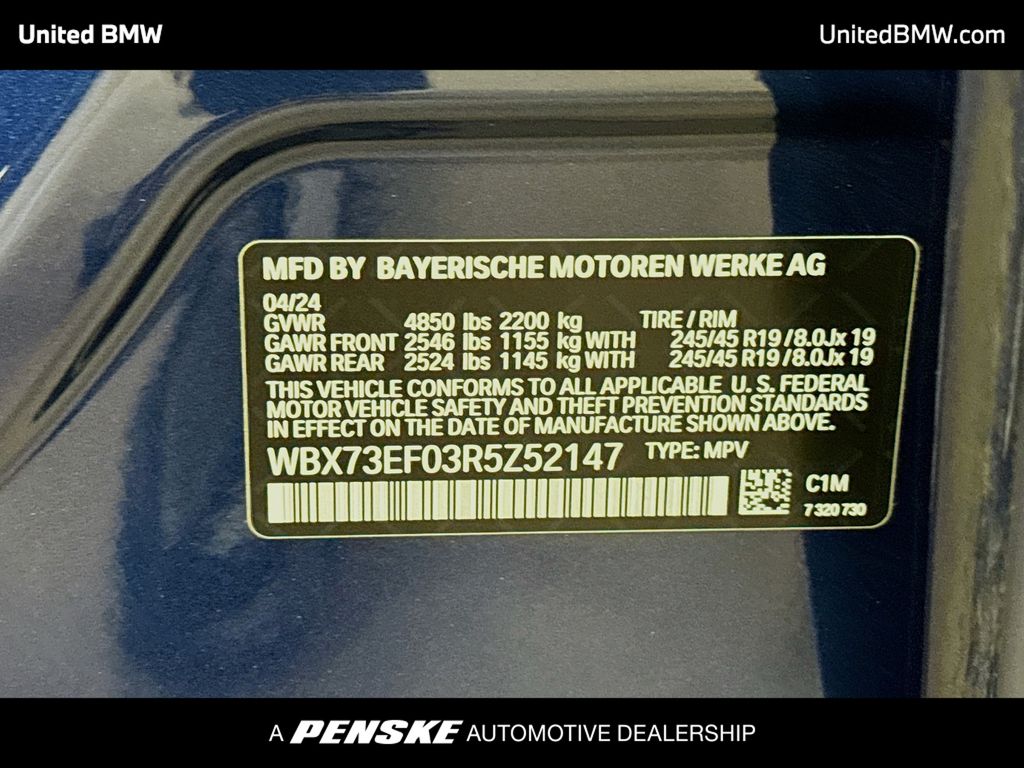 United BMW
UnitedBMW.com
MFD BY BAYERISCHE MOTOREN WERKE AG
04/24
GVWR 4850 lbs 2200 kg TIRE / RIM
GAWR FRONT 2546 lbs 1155 kg WITH 245/45 R19 / 8.0Jx 19
GAWR REAR 2524 lbs 1145 kg WITH 245/45 R19 / 8.0Jx 19
THIS VEHICLE CONFORMS TO ALL APPLICABLE U. S. FEDERAL
MOTOR VEHICLE SAFETY AND THEFT PREVENTION STANDARDS
IN EFFECT ON THE DATE OF MANUFACTURE SHOWN ABOVE.
WBX73EF03R5Z52147 TYPE: MPV
C1M
7 320 730
A PENSKE AUTOMOTIVE DEALERSHIP